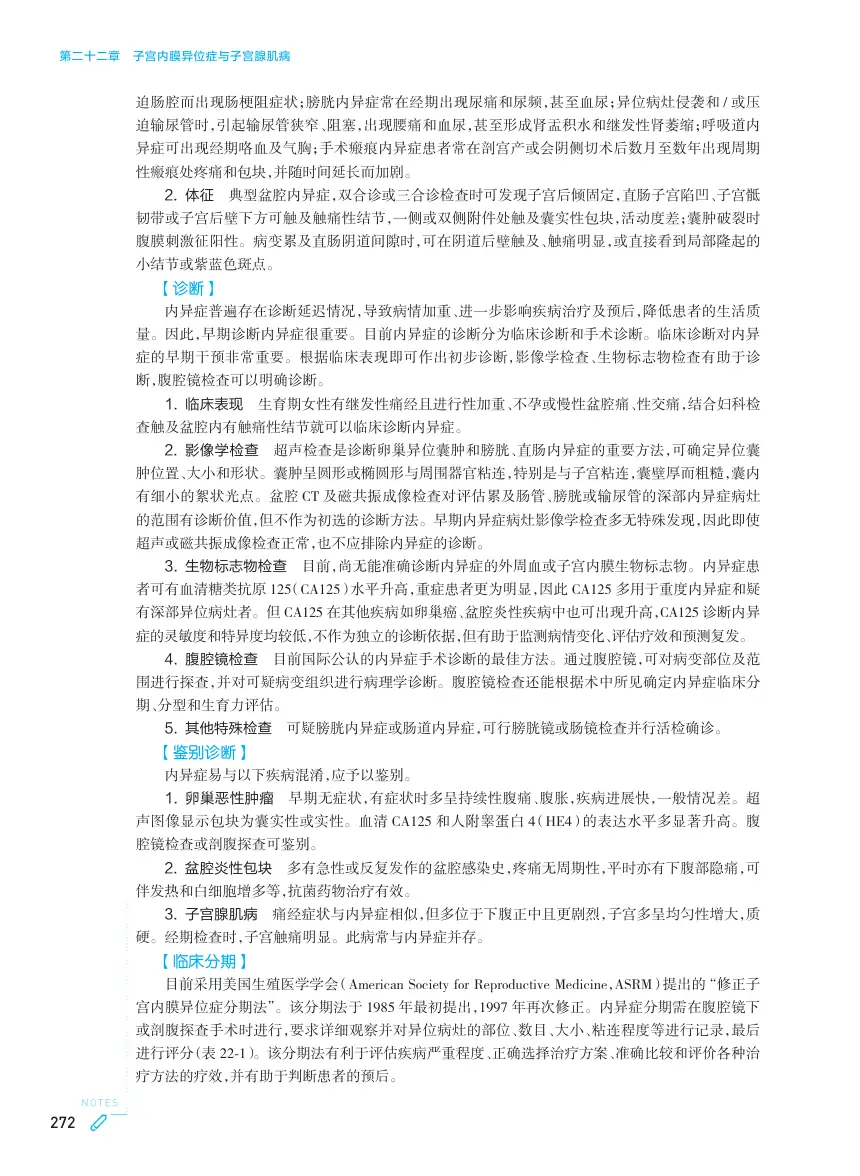 第二十二章 子宫内膜异位症与子宫腺肌病
迫肠腔而出现肠梗阻症状;膀胱内异症常在经期出现尿痛和尿频,甚至血尿;异位病灶侵袭和 / 或压
迫输尿管时,引起输尿管狭窄、阻塞,出现腰痛和血尿,甚至形成肾盂积水和继发性肾萎缩;呼吸道内
异症可出现经期咯血及气胸;手术瘢痕内异症患者常在剖宫产或会阴侧切术后数月至数年出现周期
性瘢痕处疼痛和包块,并随时间延长而加剧。
2. 体征 典型盆腔内异症,双合诊或三合诊检查时可发现子宫后倾固定,直肠子宫陷凹、子宫骶
韧带或子宫后壁下方可触及触痛性结节,一侧或双侧附件处触及囊实性包块,活动度差;囊肿破裂时
腹膜刺激征阳性。病变累及直肠阴道间隙时,可在阴道后壁触及、触痛明显,或直接看到局部隆起的
小结节或紫蓝色斑点。
【诊断】
内异症普遍存在诊断延迟情况,导致病情加重、进一步影响疾病治疗及预后,降低患者的生活质
量。因此,早期诊断内异症很重要。目前内异症的诊断分为临床诊断和手术诊断。临床诊断对内异
症的早期干预非常重要。根据临床表现即可作出初步诊断,影像学检查、生物标志物检查有助于诊
断,腹腔镜检查可以明确诊断。
1. 临床表现 生育期女性有继发性痛经且进行性加重、不孕或慢性盆腔痛、性交痛,结合妇科检
查触及盆腔内有触痛性结节就可以临床诊断内异症。
2. 影像学检查 超声检查是诊断卵巢异位囊肿和膀胱、直肠内异症的重要方法,可确定异位囊
肿位置、大小和形状。囊肿呈圆形或椭圆形与周围器官粘连,特别是与子宫粘连,囊壁厚而粗糙,囊内
有细小的絮状光点。盆腔 CT 及磁共振成像检查对评估累及肠管、膀胱或输尿管的深部内异症病灶
的范围有诊断价值,但不作为初选的诊断方法。早期内异症病灶影像学检查多无特殊发现,因此即使
超声或磁共振成像检查正常,也不应排除内异症的诊断。
3. 生物标志物检查 目前,尚无能准确诊断内异症的外周血或子宫内膜生物标志物。内异症患
者可有血清糖类抗原 125(CA125)水平升高,重症患者更为明显,因此 CA125 多用于重度内异症和疑
有深部异位病灶者。但 CA125 在其他疾病如卵巢癌、盆腔炎性疾病中也可出现升高,CA125 诊断内异
症的灵敏度和特异度均较低,不作为独立的诊断依据,但有助于监测病情变化、评估疗效和预测复发。
4. 腹腔镜检查 目前国际公认的内异症手术诊断的最佳方法。通过腹腔镜,可对病变部位及范
围进行探查,并对可疑病变组织进行病理学诊断。腹腔镜检查还能根据术中所见确定内异症临床分
期、分型和生育力评估。
5. 其他特殊检查 可疑膀胱内异症或肠道内异症,可行膀胱镜或肠镜检查并行活检确诊。
【鉴别诊断】
内异症易与以下疾病混淆,应予以鉴别。
1. 卵巢恶性肿瘤 早期无症状,有症状时多呈持续性腹痛、腹胀,疾病进展快,一般情况差。超
声图像显示包块为囊实性或实性。血清 CA125 和人附睾蛋白 4(HE4)的表达水平多显著升高。腹
腔镜检查或剖腹探查可鉴别。
2. 盆腔炎性包块 多有急性或反复发作的盆腔感染史,疼痛无周期性,平时亦有下腹部隐痛,可
伴发热和白细胞增多等,抗菌药物治疗有效。
3. 子宫腺肌病 痛经症状与内异症相似,但多位于下腹正中且更剧烈,子宫多呈均匀性增大,质
硬。经期检查时,子宫触痛明显。此病常与内异症并存。
【临床分期】
目前采用美国生殖医学学会(American Society for Reproductive Medicine,ASRM)提出的 “修正子
宫内膜异位症分期法”。该分期法于 1985 年最初提出,1997 年再次修正。内异症分期需在腹腔镜下
或剖腹探查手术时进行,要求详细观察并对异位病灶的部位、数目、大小、粘连程度等进行记录,最后
进行评分(表 22-1)。该分期法有利于评估疾病严重程度、正确选择治疗方案、准确比较和评价各种治
疗方法的疗效,并有助于判断患者的预后。
NOTES
272